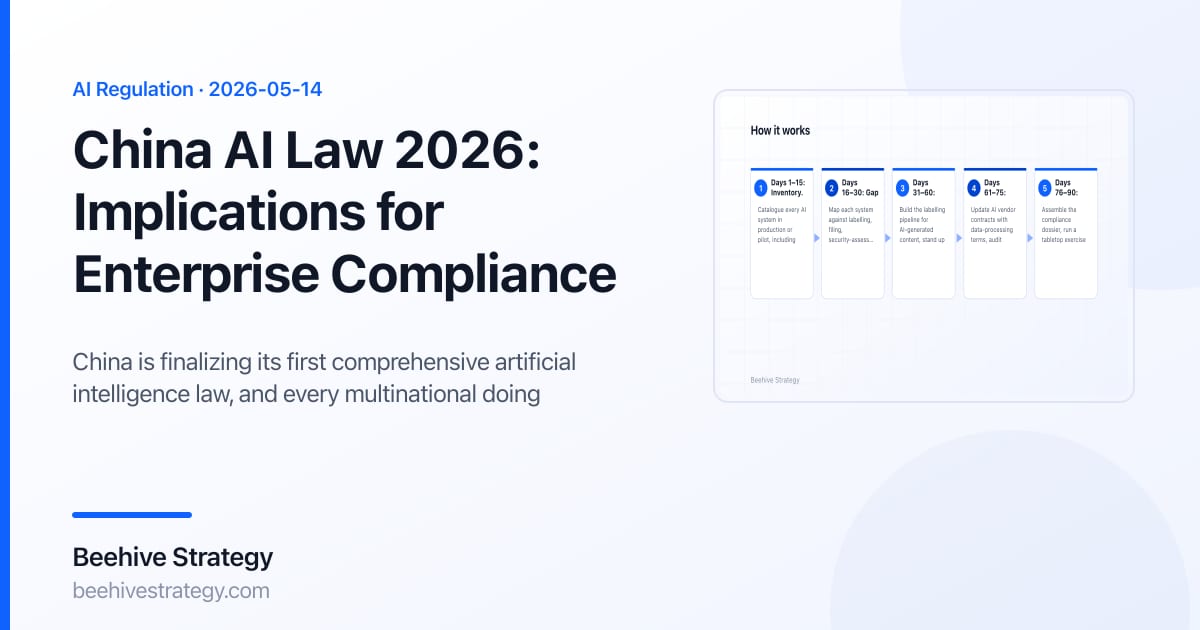 AI Regulation · 2026-05-14
China AI Law 2026:
Implications for
Enterprise Compliance
China is finalizing its first comprehensive artificial
intelligence law, and every multinational doing
Beehive Strategy
beehivestrategy.com
How it works
1
Days 1–15:
Inventory.
Catalogue every AI
system in
production or
pilot, including
2
Days
16–30: Gap
Map each system
against labelling,
filing,
security-assess...
3
Days
31–60:
Build the labelling
pipeline for
AI-generated
content, stand up
4
Days
61–75:
Update AI vendor
contracts with
data-processing
terms, audit
5
Days
76–90:
Assemble the
compliance
dossier, run a
tabletop exercise
Beehive Strategy